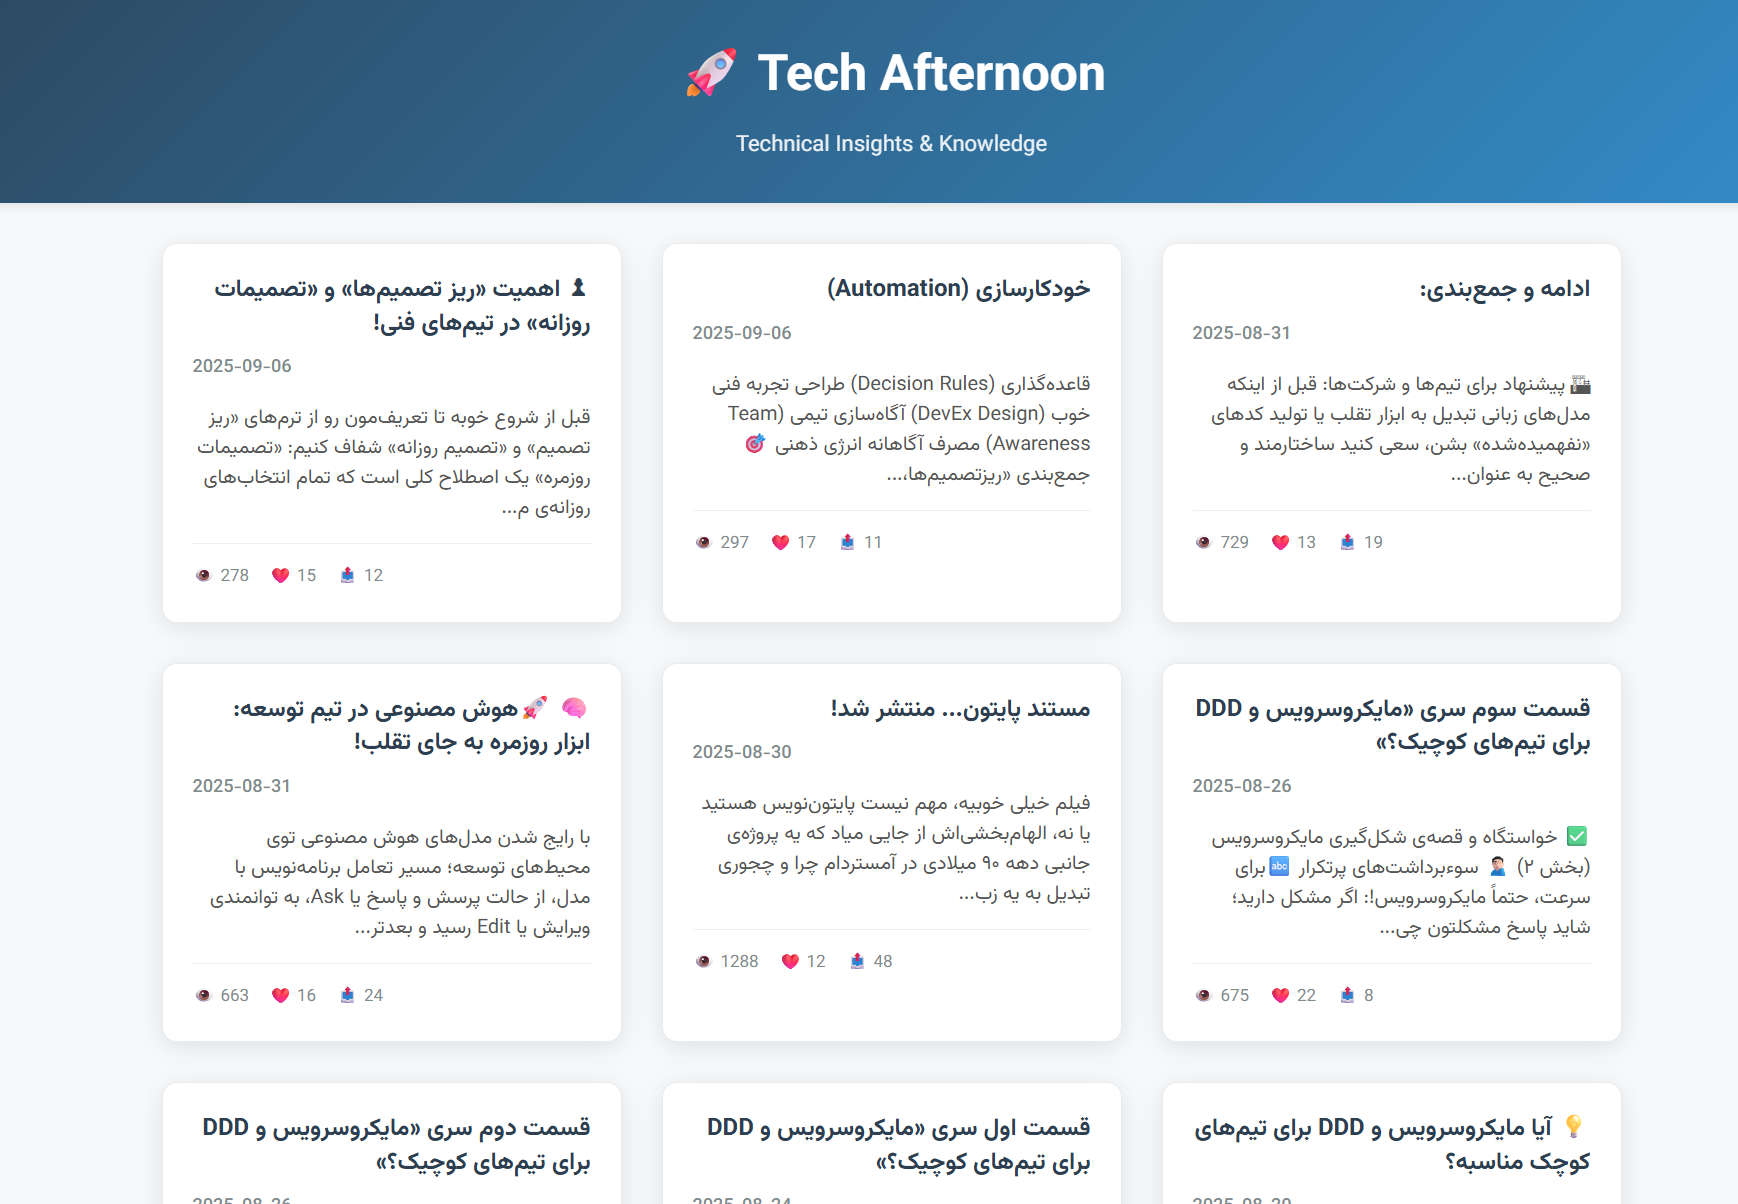 🚀 Tech Afternoon
Technical Insights & Knowledge
♟ اهمیت «ریز تصمیم‌ها» و «تصمیمات
روزانه» در تیم‌های فنی!
2025-09-06
قبل از شروع خوبه تا تعریف‌مون رو از ترم‌های «ریز
تصمیم» و «تصمیم روزانه» شفاف کنیم: «تصمیمات
روزمره» یک اصطلاح کلی است که تمام انتخاب‌های
روزانه‌ی م...
👁️ 278 ❤️ 15 📤 12
خودکارسازی (Automation)
2025-09-06
قاعده‌گذاری (Decision Rules) طراحی تجربه فنی
خوب (DevEx Design) آگاه‌سازی تیمی (Team
Awareness) مصرف آگاهانه انرژی ذهنی 🎯
جمع‌بندی «ریزتصمیم‌ها،...
👁️ 297 ❤️ 17 📤 11
ادامه و جمع‌بندی:
2025-08-31
🏭 پیشنهاد برای تیم‌ها و شرکت‌ها: قبل از اینکه
مدل‌های زبانی تبدیل به ابزار تقلب یا تولید کدهای
«نفهمیده‌شده» بشن، سعی کنید ساختارمند و
صحیح به عنوان...
👁️ 729 ❤️ 13 📤 19
🧠 🚀هوش مصنوعی در تیم توسعه:
ابزار روزمره به جای تقلب!
2025-08-31
با رایج شدن مدل‌های هوش مصنوعی توی
محیط‌های توسعه؛ مسیر تعامل برنامه‌نویس با
مدل، از حالت پرسش و پاسخ یا Ask، به توانمندی
ویرایش یا Edit رسید و بعدتر...
👁️ 663 ❤️ 16 📤 24
مستند پایتون... منتشر شد!
2025-08-30
فیلم خیلی خوبیه، مهم نیست پایتون‌نویس هستید
یا نه، الهام‌بخشی‌اش از جایی میاد که یه پروژه‌ی
جانبی دهه ۹۰ میلادی در آمستردام چرا و چجوری
تبدیل به یه زب...
👁️ 1288 ❤️ 12 📤 48
قسمت سوم سری «مایکروسرویس و DDD
برای تیم‌های کوچیک؟»
2025-08-26
✅ خواستگاه و قصه‌ی شکل‌گیری مایکروسرویس
(بخش ۲) 🤦🏻‍♂️ سوءبرداشت‌های پرتکرار 🔤برای
سرعت، حتماً مایکروسرویس!: اگر مشکل دارید؛
شاید پاسخ مشکلتون چی...
👁️ 675 ❤️ 22 📤 8
قسمت دوم سری «مایکروسرویس و DDD
برای تیم‌های کوچیک؟»
قسمت اول سری «مایکروسرویس و DDD
برای تیم‌های کوچیک؟»
💡 آیا مایکروسرویس و DDD برای تیم‌های
کوچک مناسبه؟